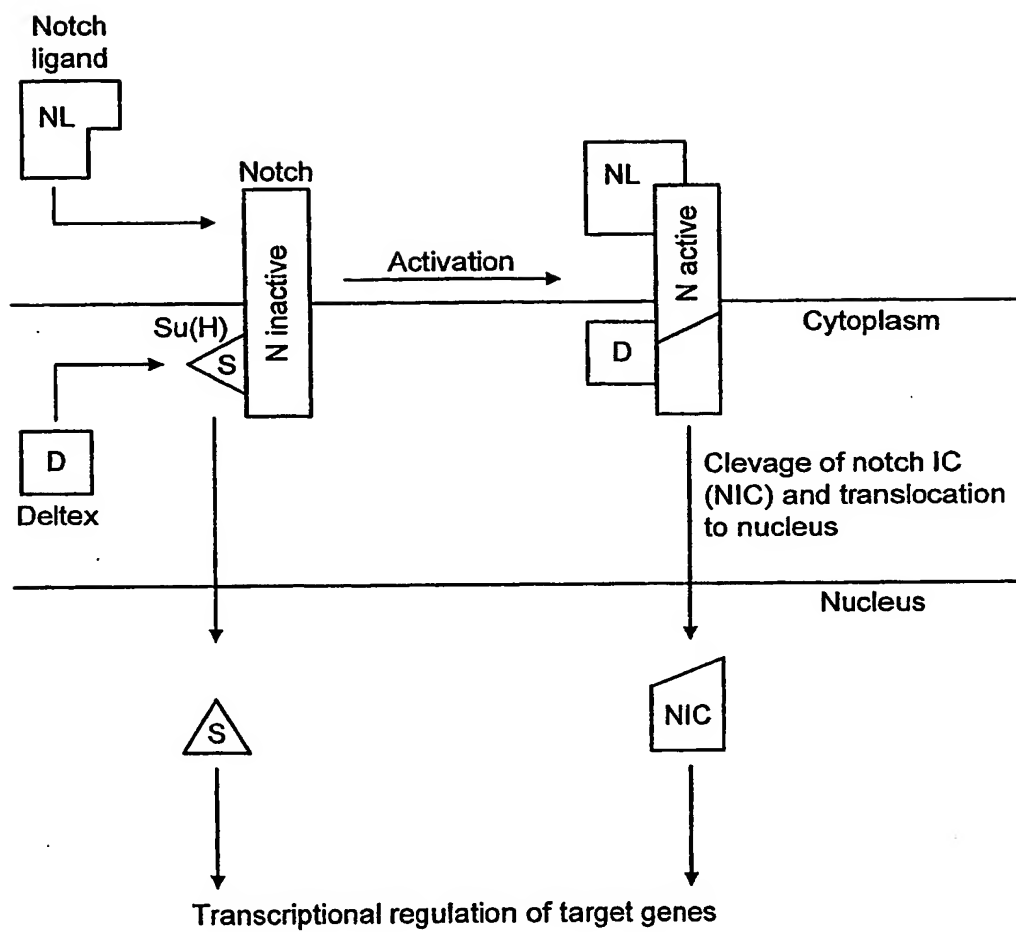 Notch
ligand
NL
Notch
N inactive
Activation
NL
N active
Cytoplasm
Su(H)
S
D
D
Deltex
Clevage of notch IC
(NIC) and translocation
to nucleus
Nucleus
S
NIC
Transcriptional regulation of target genes